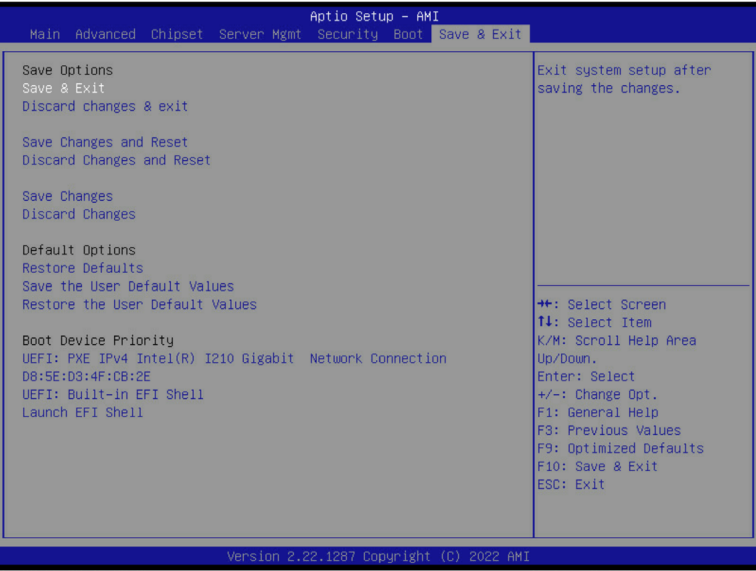 Aptio Setup – AMI
Main Advanced Chipset Server Mgmt Security Boot Save & Exit
Save Options
Save & Exit
Discard changes & exit
Save Changes and Reset
Discard Changes and Reset
Save Changes
Discard Changes
Default Options
Restore Defaults
Save the User Default Values
Restore the User Default Values
Boot Device Priority
UEFI: PXE IPv4 Intel(R) I210 Gigabit Network Connection
D8:5E:D3:4F:CB:2E
UEFI: Built-in EFI Shell
Launch EFI Shell
Exit system setup after
saving the changes.
→←: Select Screen
↑↓: Select Item
K/M: Scroll Help Area
Up/Down.
Enter: Select
+/-: Change Opt.
F1: General Help
F3: Previous Values
F9: Optimized Defaults
F10: Save & Exit
ESC: Exit
Version 2.22.1287 Copyright (C) 2022 AMI